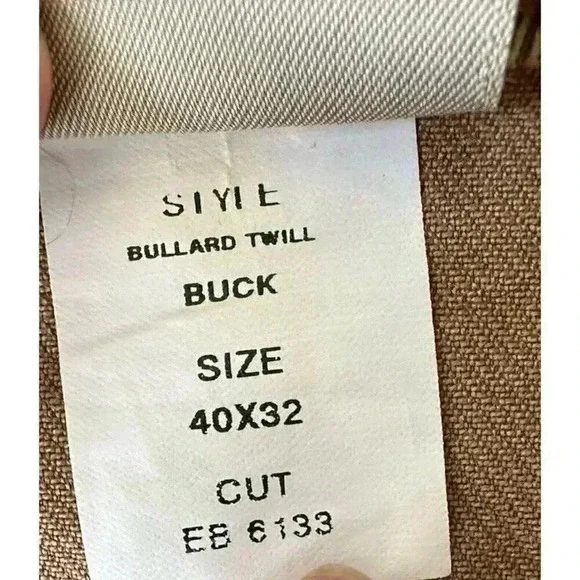 STYLE
BULLARD TWILL
BUCK
SIZE
40X32
CUT
EB 6133